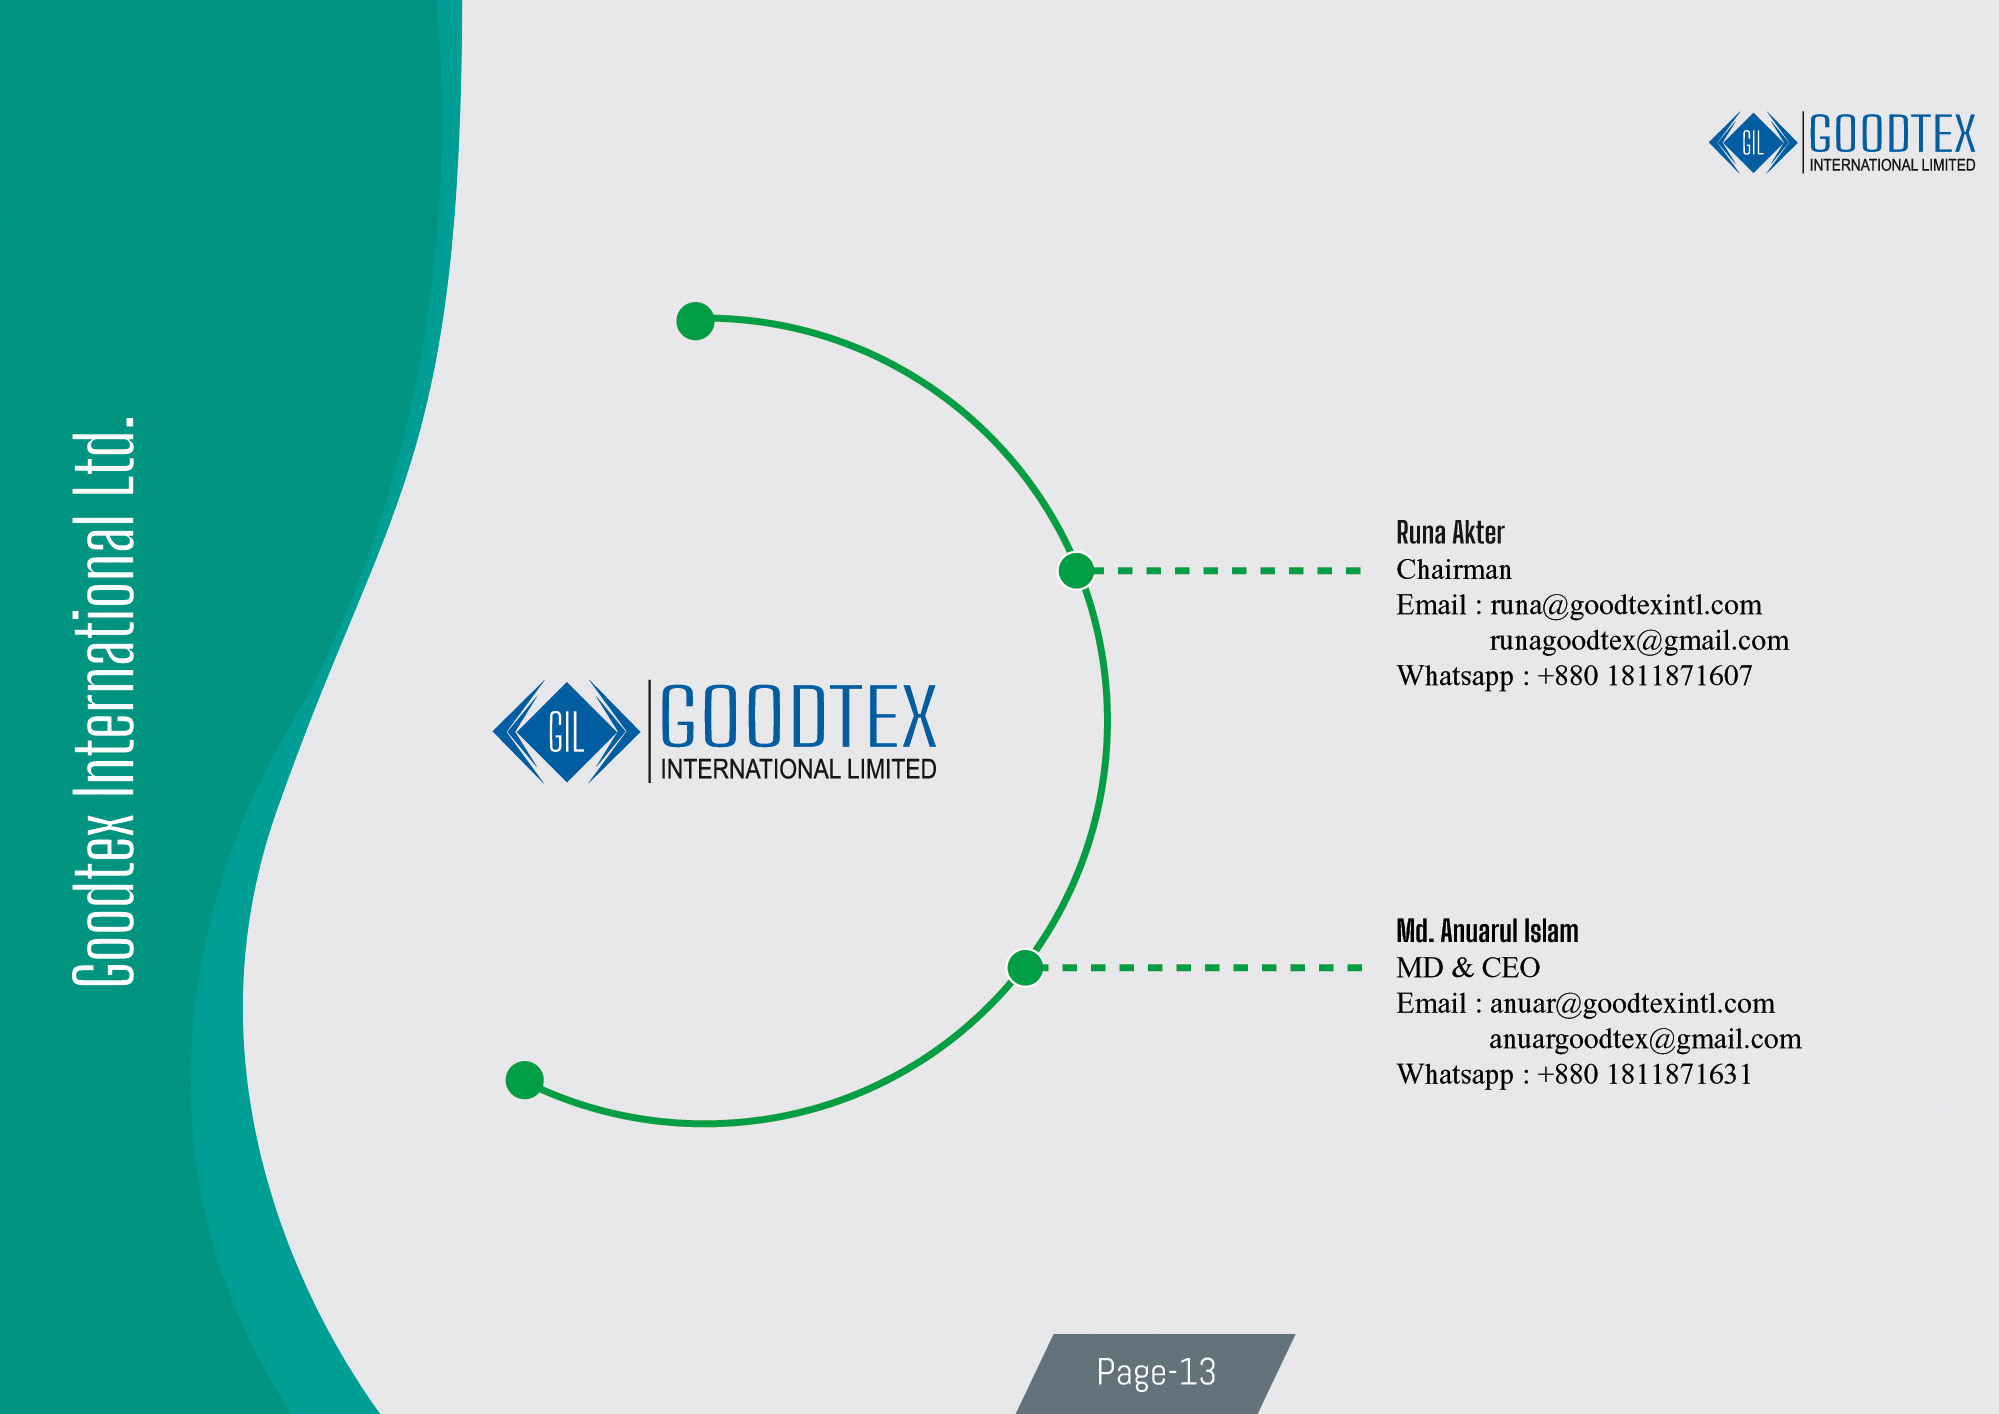 Goodtex International Ltd.
GIL
GOODTEX
INTERNATIONAL LIMITED
GIL
GOODTEX
INTERNATIONAL LIMITED
Runa Akter
Chairman
Email : runa@goodtexintl.com
runagoodtex@gmail.com
Whatsapp : +880 1811871607
Md. Anuarul Islam
MD & CEO
Email : anuar@goodtexintl.com
anuargoodtex@gmail.com
Whatsapp : +880 1811871631
Page-13